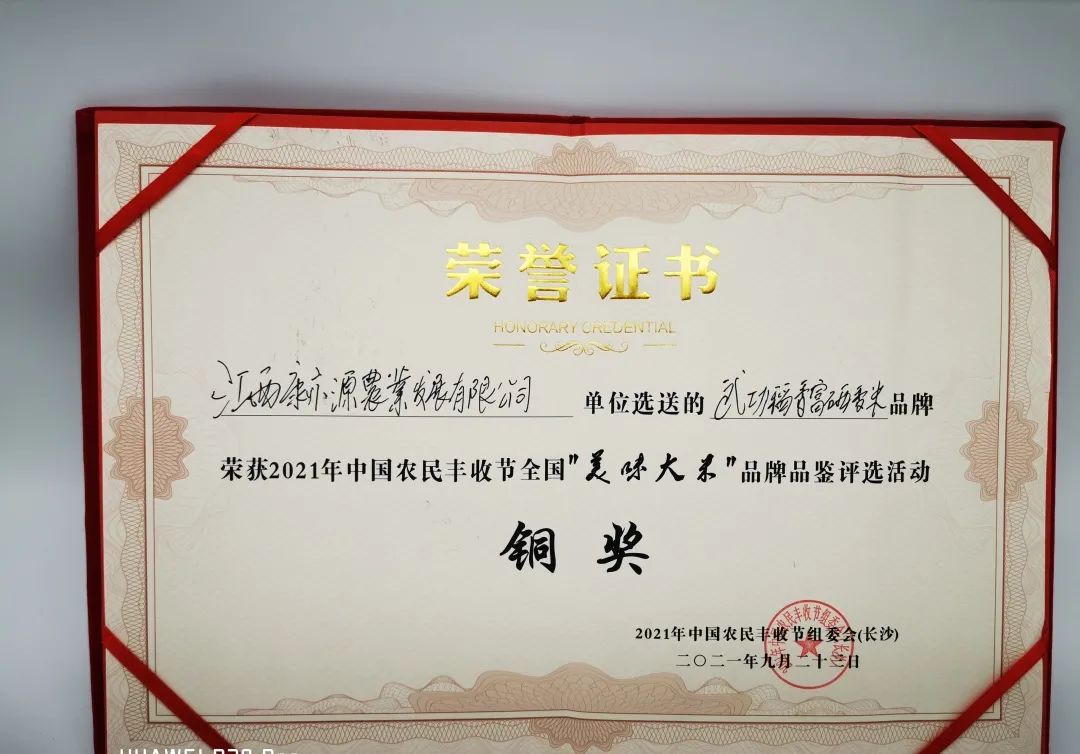 荣誉证书
HONORARY CREDENTIAL
江西康亦源農業发展有限公司 单位选送的 武功稻香富硒香米品牌
荣获2021年中国农民丰收节全国"美味大米"品牌品鉴评选活动
铜奖
2021年中国农民丰收节组委会(长沙)
二〇二一年九月二十二日